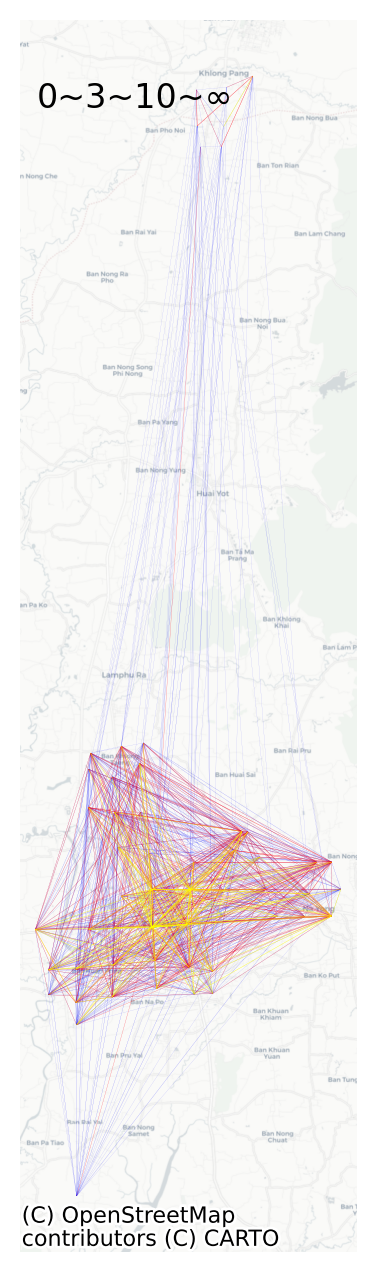 Khlong Pang
0~3~10~∞
Ban Nong Bua
Ban Pho Noi
Ban Ton Rian
n Nong Che
Ban Rai Yai
Ban Lam Chang
Ban Nong Ra
Pho
Ban Nong Bua
Noi
Ban Nong Song
Phi Nong
Ban Pa Yang
Ban Nong Yung
Huai Yot
Ban Ta Ma
Prang
an Pa Ko
Ban Khlong
Khai
Ban Lam P
Lamphu Ra
Ban Rai Pru
Ban Huai Sai
Ban Nong
Ban Ko Put
Ban Na Pa
Ban Khuan
Khiam
Ban Khuan
Yuan
Ban Pru Yai
Ban Tung
Ban Rai Yai
Ban Nong
Samet
Ban Nong
Chuat
Ban Pa Tiao
(C) OpenStreetMap
contributors (C) CARTO